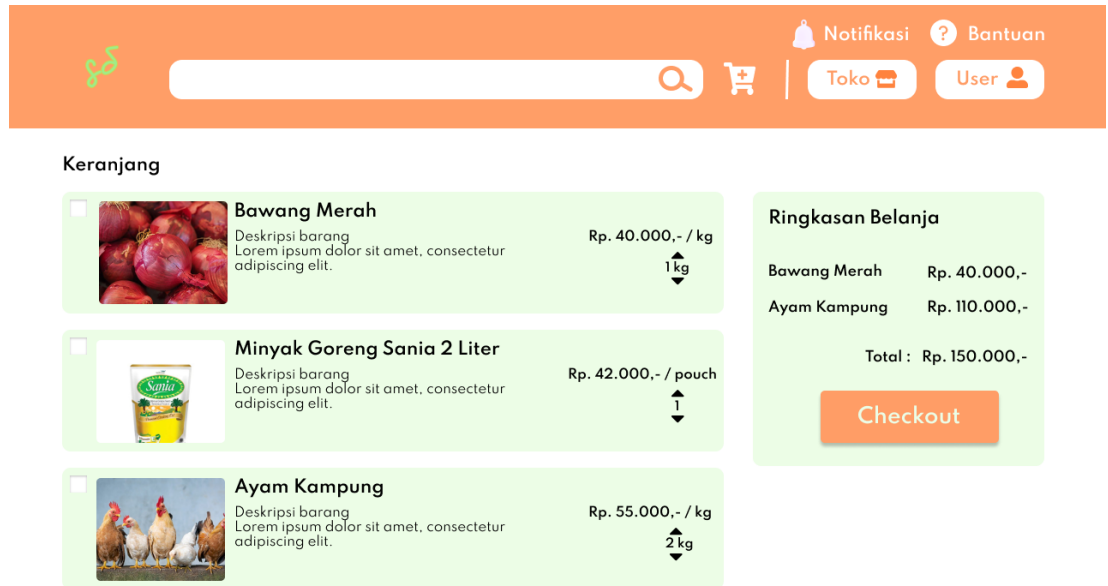 Notifikasi
? Bantuan
Toko
User
Keranjang
Bawang Merah
Deskripsi barang
Lorem ipsum dolor sit amet, consectetur
adipiscing elit.
Rp. 40.000,- / kg
1 kg
Minyak Goreng Sania 2 Liter
Deskripsi barang
Lorem ipsum dolor sit amet, consectetur
adipiscing elit.
Rp. 42.000,- / pouch
1
Sania
Ayam Kampung
Deskripsi barang
Lorem ipsum dolor sit amet, consectetur
adipiscing elit.
Rp. 55.000,- / kg
2 kg
Ringkasan Belanja
Bawang Merah Rp. 40.000,-
Ayam Kampung Rp. 110.000,-
Total : Rp. 150.000,-
Checkout